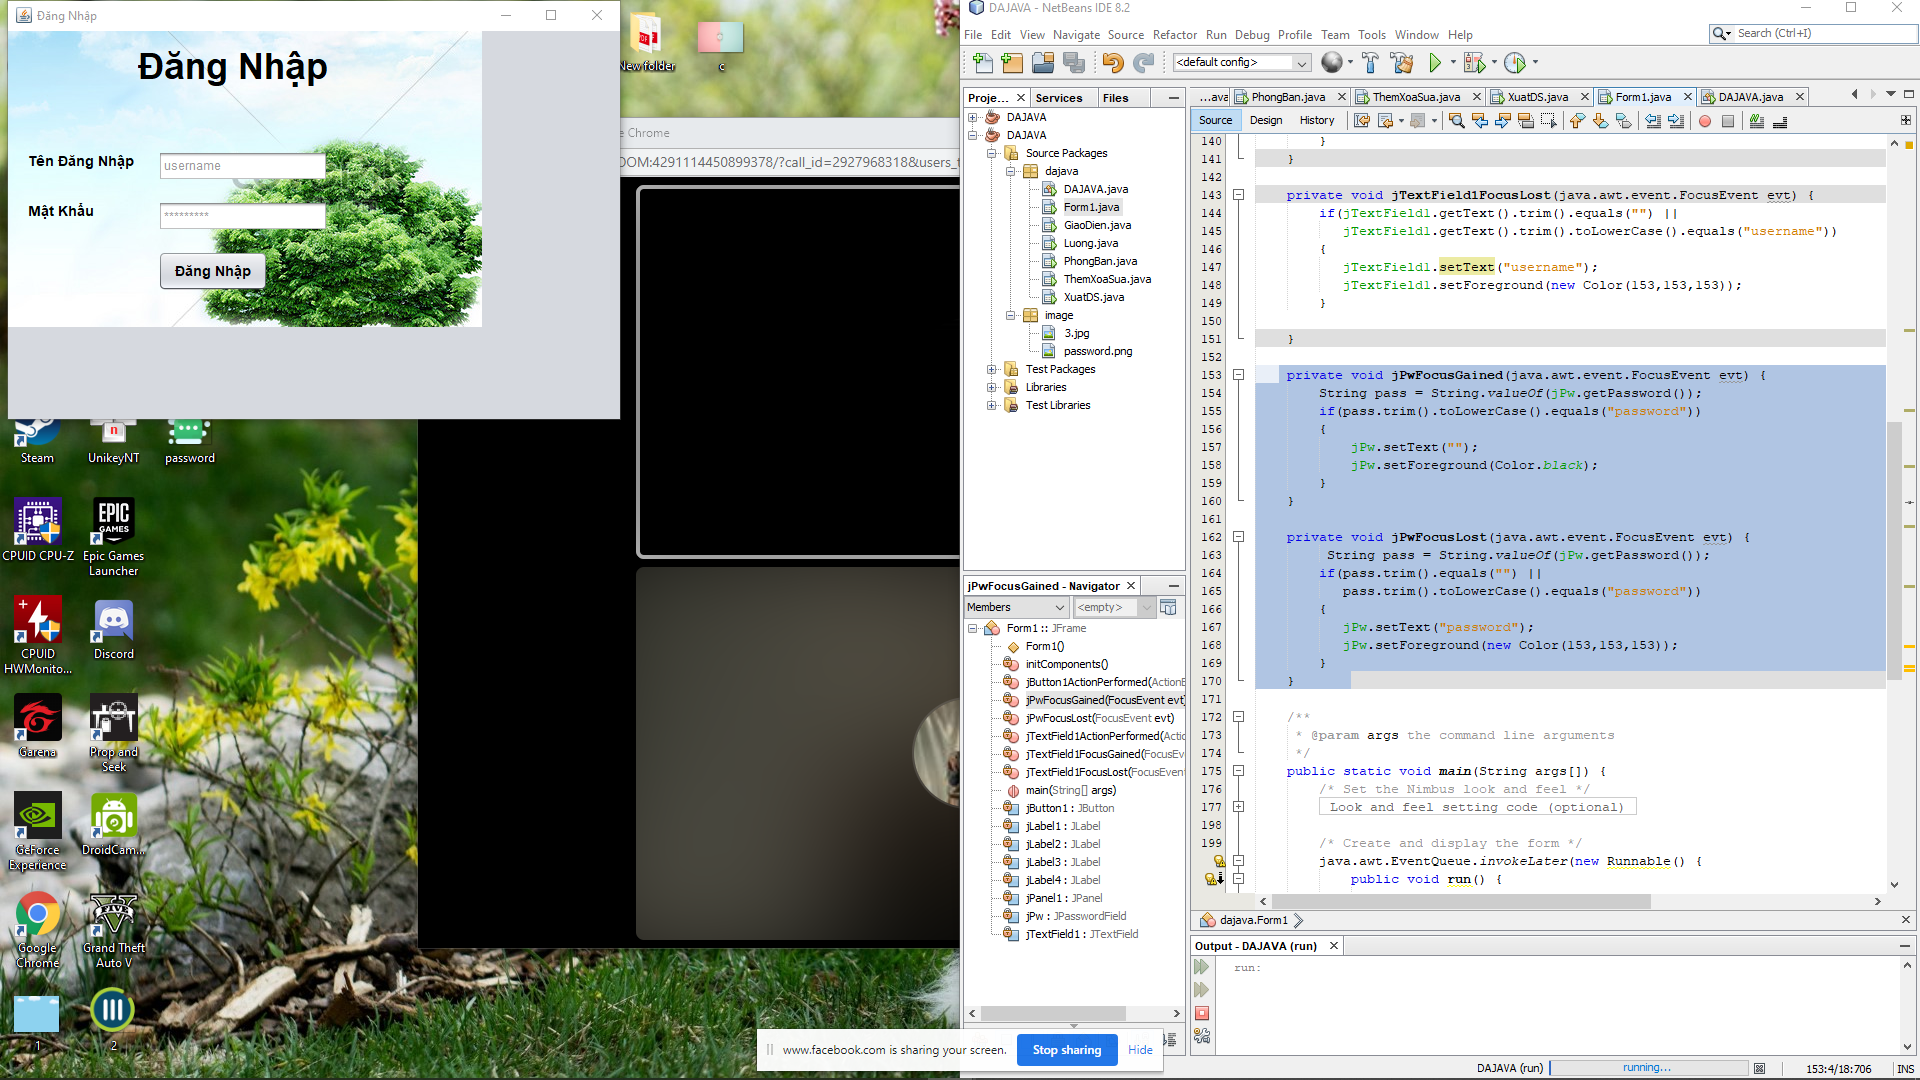 Đăng Nhập
Đăng Nhập
Tên Đăng Nhập
username
Mật Khẩu
*********
Đăng Nhập
New folder
c
Chrome
DOM:4291114450899378/?call_id=2927968318&users_t
Steam
UnikeyNT
password
CPUID CPU-Z
Epic Games Launcher
CPUID HWMonito...
Discord
Garena
Prop and Seek
GeForce Experience
DroidCam...
Google Chrome
Grand Theft Auto V
1
2
www.facebook.com is sharing your screen.
Stop sharing
Hide
DAJAVA - NetBeans IDE 8.2
File Edit View Navigate Source Refactor Run Debug Profile Team Tools Window Help
Search (Ctrl+I)
<default config>
Proje...
Services
Files
DAJAVA
DAJAVA
Source Packages
dajava
DAJAVA.java
Form1.java
GiaoDien.java
Luong.java
PhongBan.java
ThemXoaSua.java
XuatDS.java
image
3.jpg
password.png
Test Packages
Libraries
Test Libraries
jPwFocusGained - Navigator
Members
<empty>
Form1 :: JFrame
Form1()
initComponents()
jButton1ActionPerformed(ActionE
jPwFocusGained(FocusEvent evt)
jPwFocusLost(FocusEvent evt)
jTextField1ActionPerformed(Actic
jTextField1FocusGained(FocusEv
jTextField1FocusLost(FocusEvent
main(String[] args)
jButton1 : JButton
jLabel1 : JLabel
jLabel2 : JLabel
jLabel3 : JLabel
jLabel4 : JLabel
jPanel1 : JPanel
jPw : JPasswordField
jTextField1 : JTextField
...ava PhongBan.java ThemXoaSua.java XuatDS.java Form1.java DAJAVA.java
Source Design History
140 }
141 }
142
143 private void jTextField1FocusLost(java.awt.event.FocusEvent evt) {
144 if(jTextField1.getText().trim().equals("") ||
145 jTextField1.getText().trim().toLowerCase().equals("username"))
146 {
147 jTextField1.setText("username");
148 jTextField1.setForeground(new Color(153,153,153));
149 }
150
151 }
152
153 private void jPwFocusGained(java.awt.event.FocusEvent evt) {
154 String pass = String.valueOf(jPw.getPassword());
155 if(pass.trim().toLowerCase().equals("password"))
156 {
157 jPw.setText("");
158 jPw.setForeground(Color.black);
159 }
160 }
161
162 private void jPwFocusLost(java.awt.event.FocusEvent evt) {
163 String pass = String.valueOf(jPw.getPassword());
164 if(pass.trim().equals("") ||
165 pass.trim().toLowerCase().equals("password"))
166 {
167 jPw.setText("password");
168 jPw.setForeground(new Color(153,153,153));
169 }
170 }
171
172 /**
173 * @param args the command line arguments
174 */
175 public static void main(String args[]) {
176 /* Set the Nimbus look and feel */
177 Look and feel setting code (optional)
198
199 /* Create and display the form */
java.awt.EventQueue.invokeLater(new Runnable() {
public void run() {
dajava.Form1
Output - DAJAVA (run)
run:
DAJAVA (run)
running...
153:4/18:706
INS